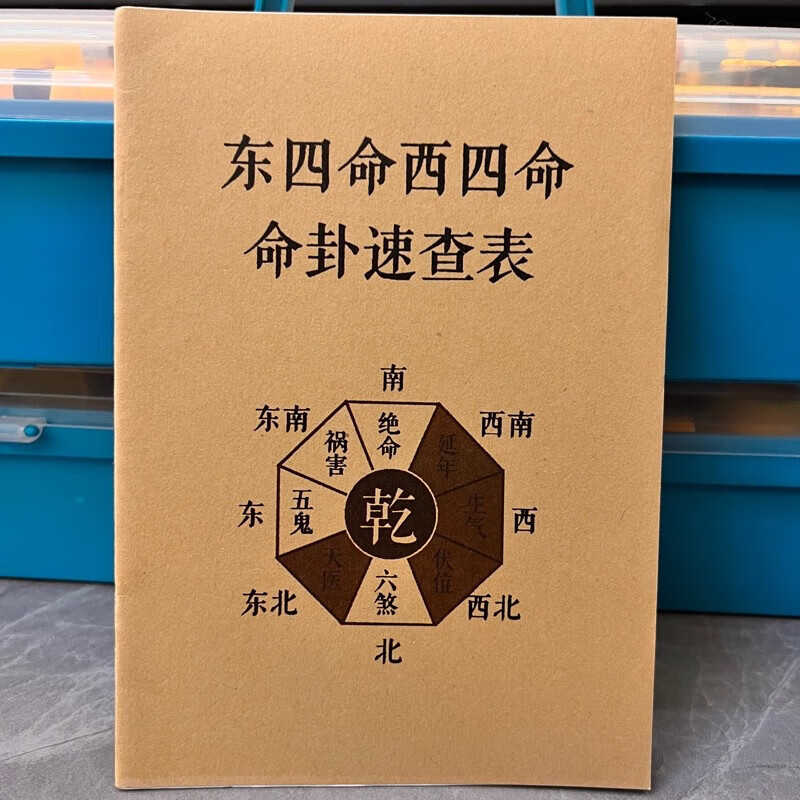 东四命西四命
命卦速查表
南
东南
西南
绝命
祸害
延年
东
五鬼
乾
生气
西
天医
六煞
伏位
东北
西北
北